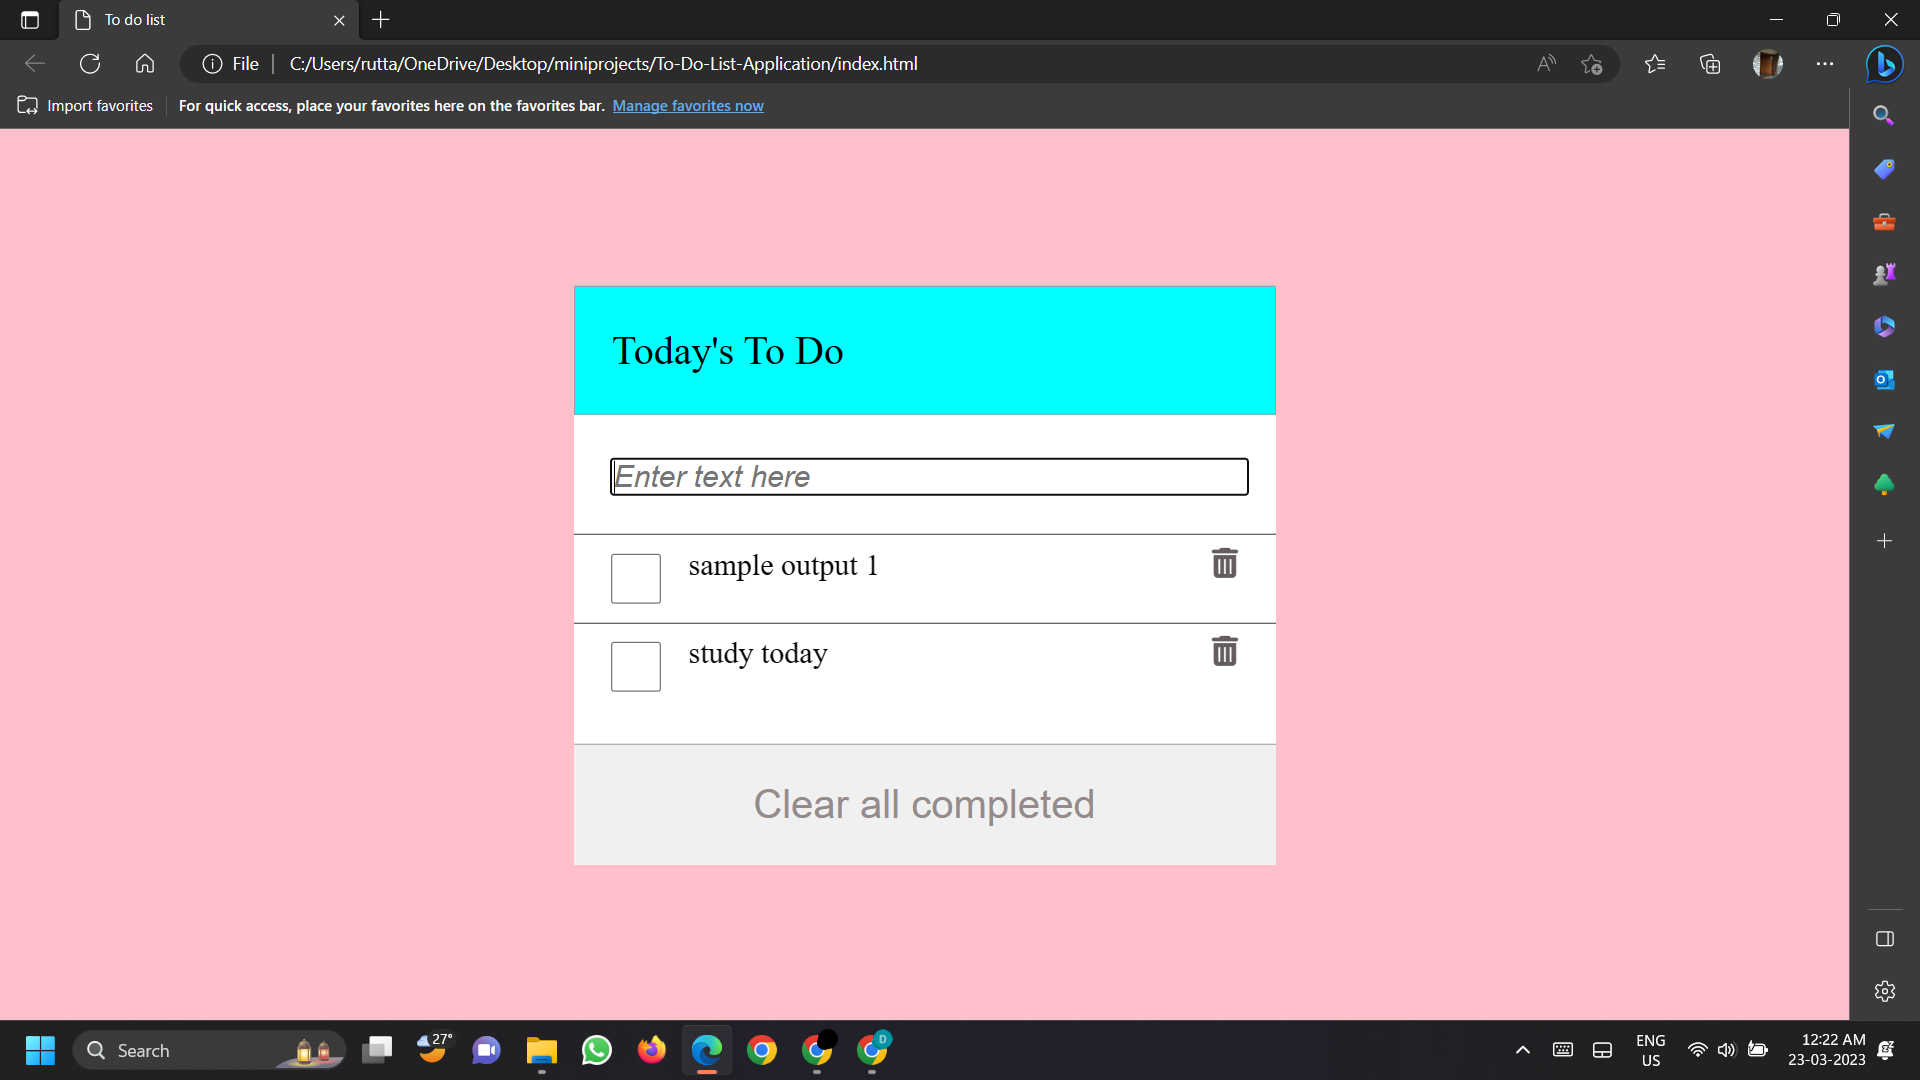 To do list
File
C:/Users/rutta/OneDrive/Desktop/miniprojects/To-Do-List-Application/index.html
Import favorites
For quick access, place your favorites here on the favorites bar. Manage favorites now
Today's To Do
Enter text here
sample output 1
study today
Clear all completed
Search
27°
D
ENG
US
12:22 AM
23-03-2023